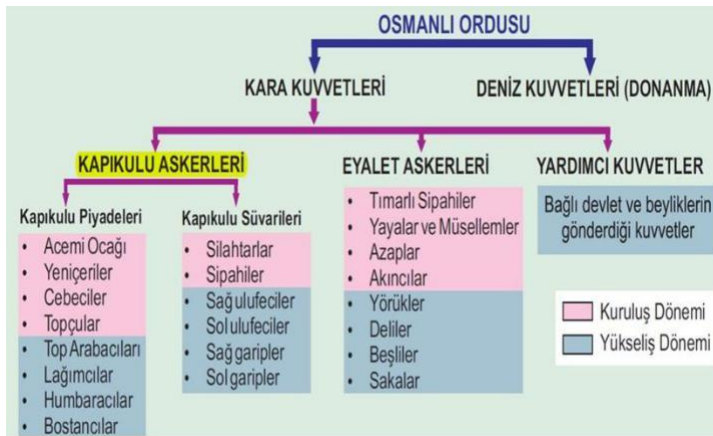 OSMANLI ORDUSU
KARA KUVVETLERİ
DENİZ KUVVETLERİ (DONANMA)
KAPIKULU ASKERLERİ
EYALET ASKERLERİ
YARDIMCI KUVVETLER
Kapıkulu Piyadeleri
• Acemi Ocağı
• Yeniçeriler
• Cebeciler
• Topçular
• Top Arabacıları
• Lağımcılar
• Humbaracılar
• Bostancılar
Kapıkulu Süvarileri
• Silahtarlar
• Sipahiler
• Sağ ulufeciler
• Sol ulufeciler
• Sağ garipler
• Sol garipler
• Tımarlı Sipahiler
• Yayalar ve Müsellemler
• Azaplar
• Akıncılar
• Yörükler
• Deliler
• Beşliler
• Sakalar
Bağlı devlet ve beyliklerin
gönderdiği kuvvetler
Kuruluş Dönemi
Yükseliş Dönemi